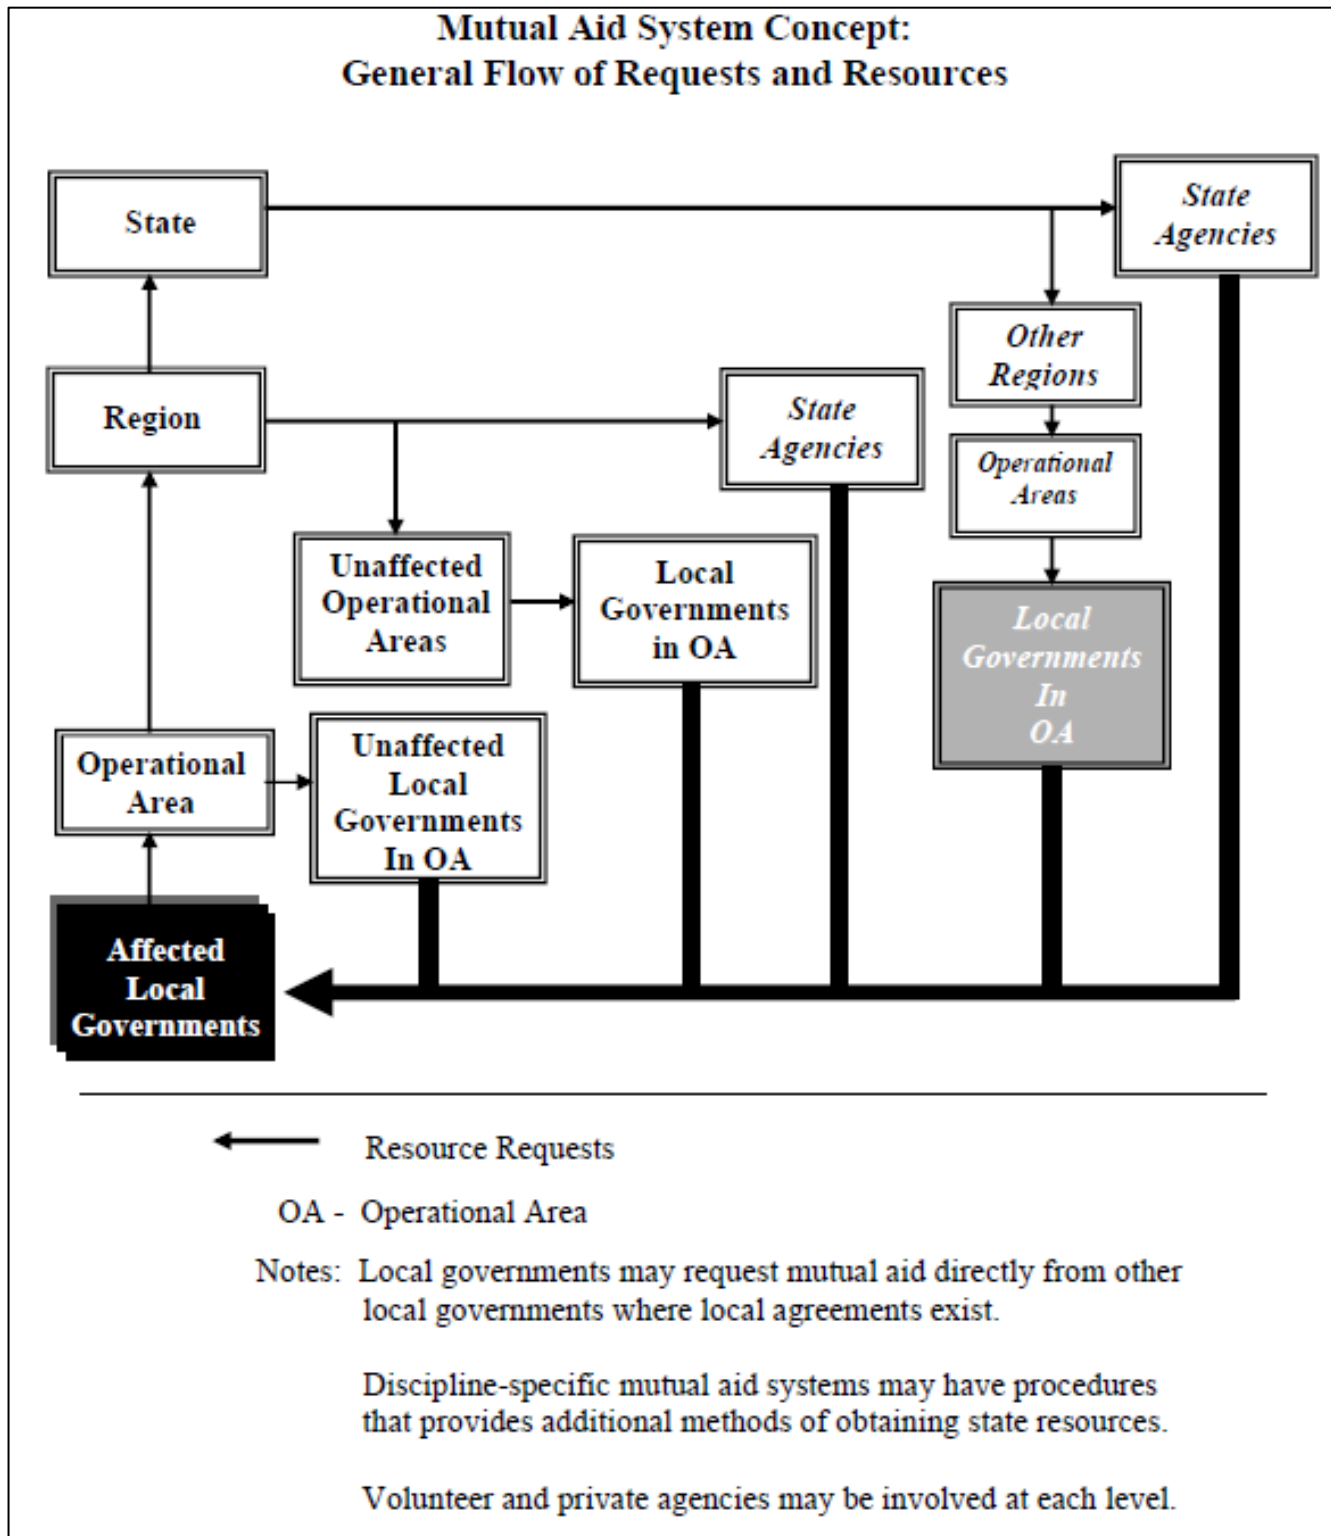 Mutual Aid System Concept:
General Flow of Requests and Resources
State
State
Agencies
Other
Regions
Region
State
Agencies
Operational
Areas
Unaffected
Operational
Areas
Local
Governments
in OA
Local
Governments
In
OA
Operational
Area
Unaffected
Local
Governments
In OA
Affected
Local
Governments
Resource Requests
OA - Operational Area
Notes: Local governments may request mutual aid directly from other
local governments where local agreements exist.
Discipline-specific mutual aid systems may have procedures
that provides additional methods of obtaining state resources.
Volunteer and private agencies may be involved at each level.